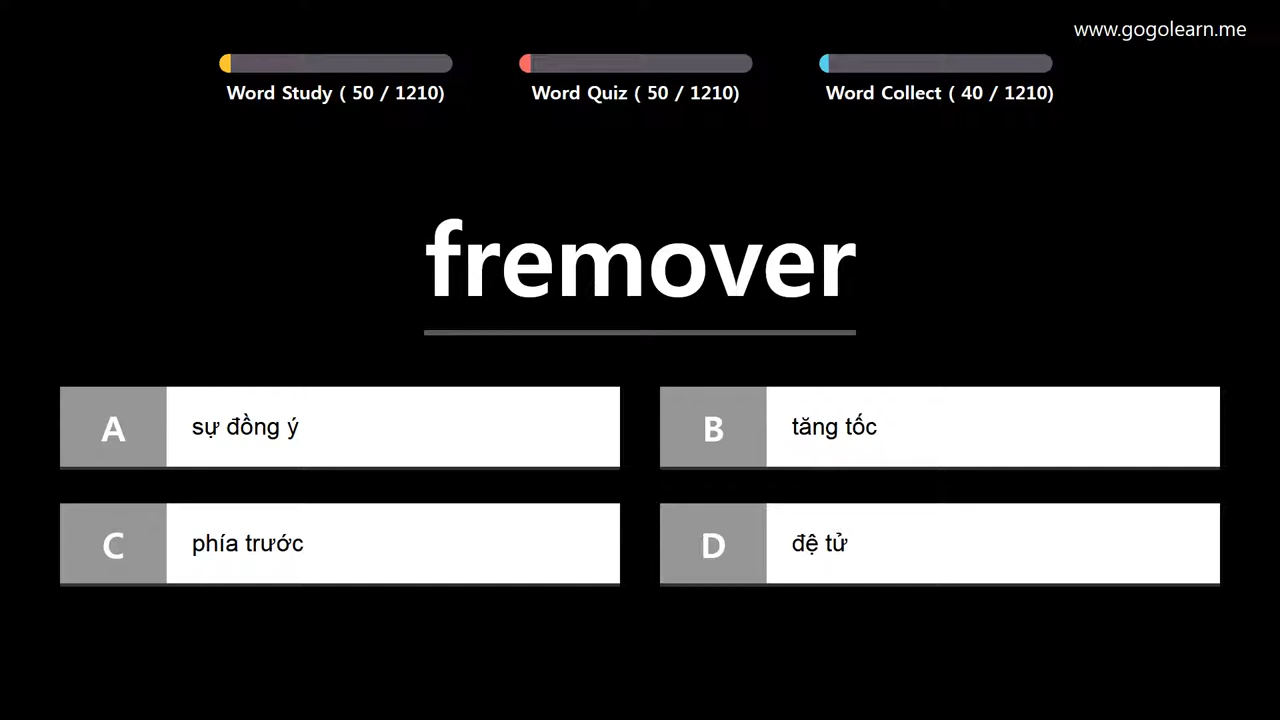 www.gogolearn.me
Word Study ( 50 / 1210)
Word Quiz ( 50 / 1210)
Word Collect ( 40 / 1210)
fremover
A
sự đồng ý
B
tăng tốc
C
phía trước
D
đệ tử